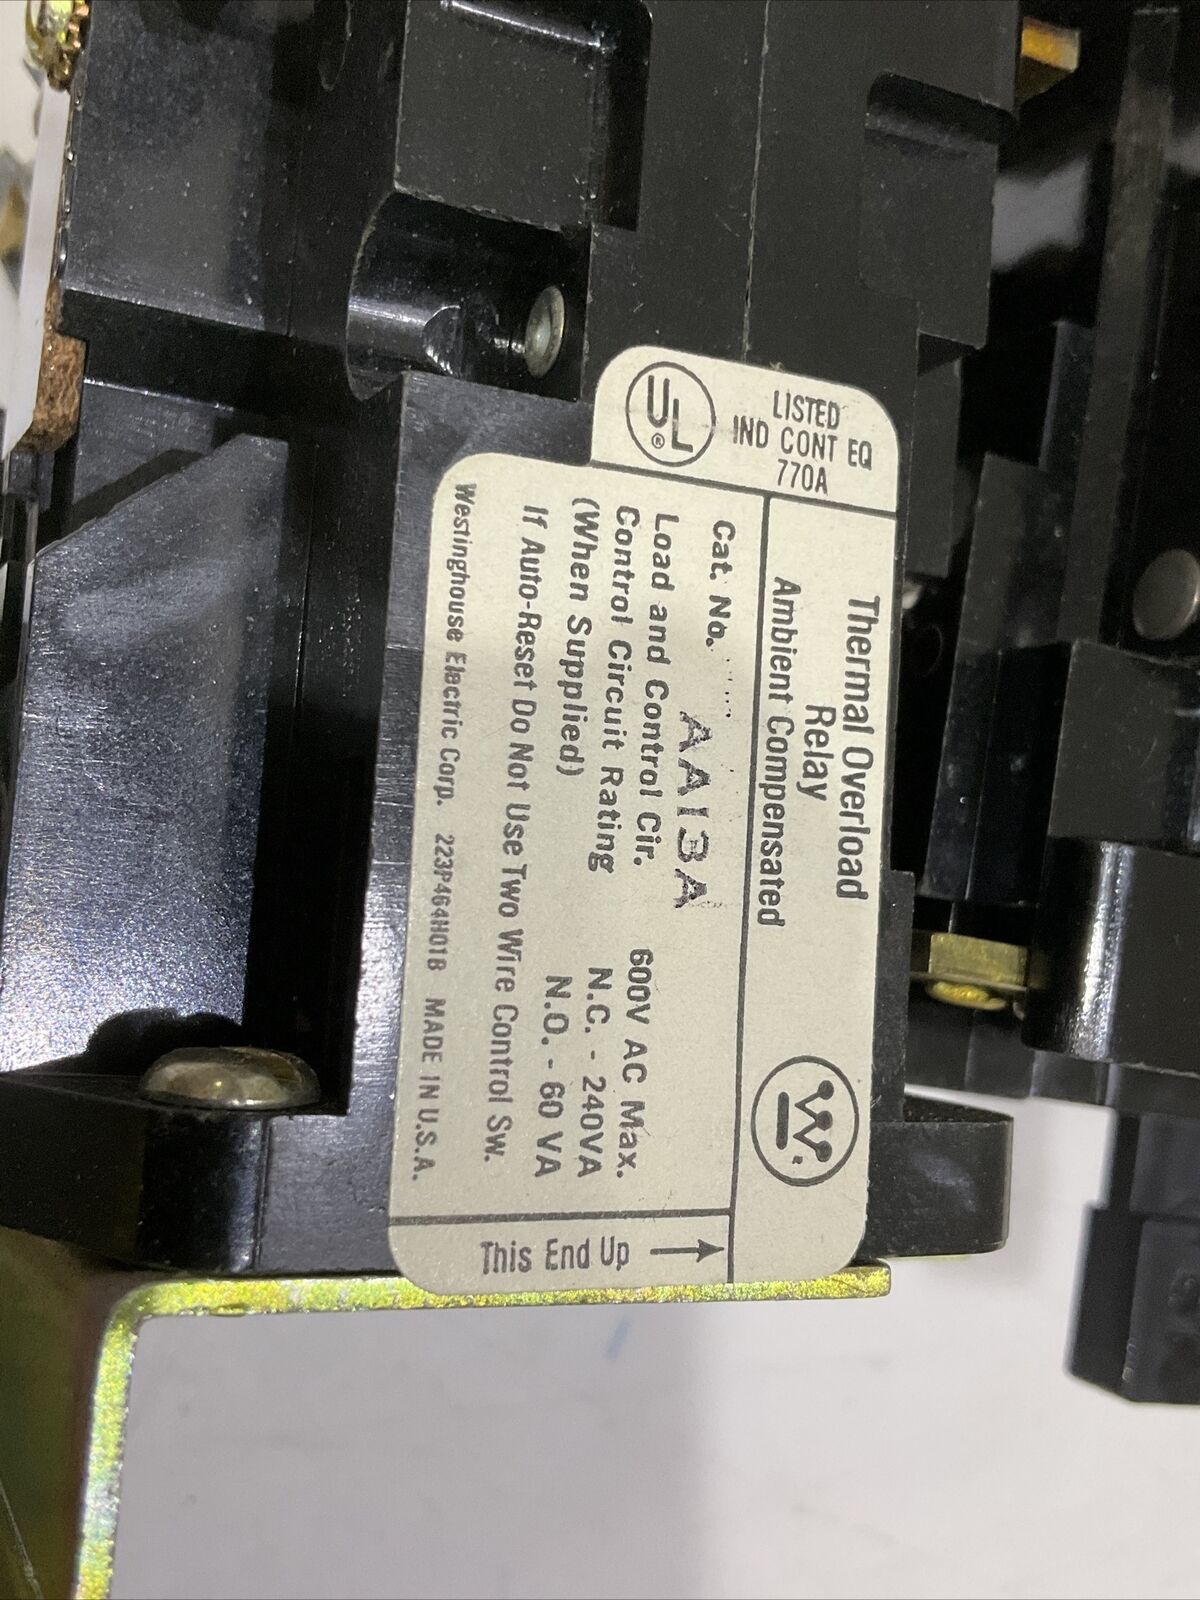 UL
®
LISTED
IND CONT EQ
770A
Thermal Overload
Relay
Ambient Compensated
W
Cat. No. AA13A
Load and Control Cir. 600V AC Max.
Control Circuit Rating N.C. - 240VA
(When Supplied) N.O. - 60 VA
If Auto-Reset Do Not Use Two Wire Control Sw.
Westinghouse Electric Corp. 223P464H01B MADE IN U.S.A.
This End Up